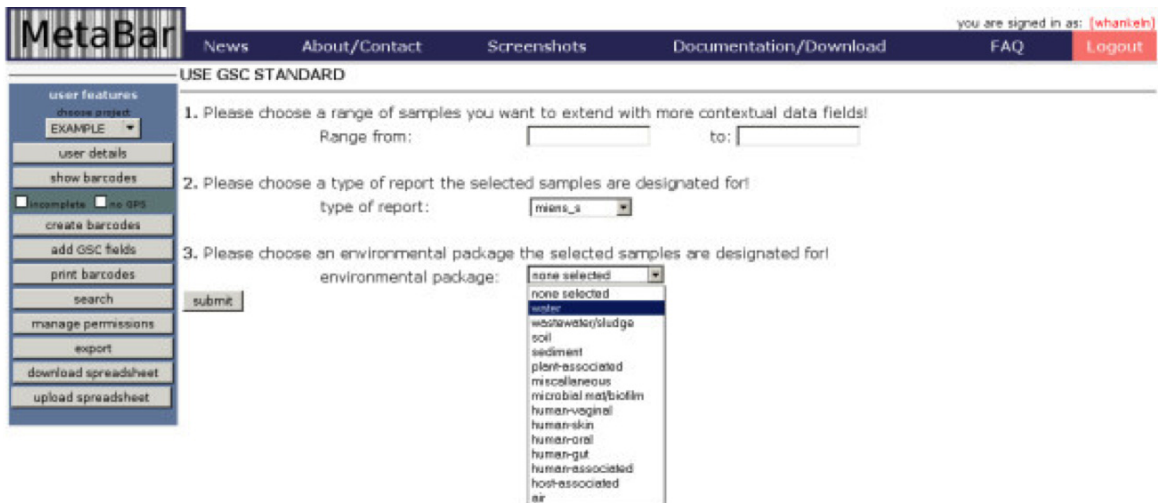 you are signed in as: (whankeln)
MetaBar
News About/Contact Screenshots Documentation/Download FAQ Logout
USE GSC STANDARD
user features
choose project
EXAMPLE
user details
show barcodes
incomplete no GPS
create barcodes
add GSC fields
print barcodes
search
manage permissions
export
download spreadsheet
upload spreadsheet
1. Please choose a range of samples you want to extend with more contextual data fields!
Range from: to:
2. Please choose a type of report the selected samples are designated for!
type of report: miens_s
3. Please choose an environmental package the selected samples are designated for!
environmental package: none selected
submit
none selected
water
wastewater/sludge
soil
sediment
plant-associated
miscellaneous
microbial mat/biofilm
human-vaginal
human-skin
human-oral
human-gut
human-associated
host-associated
air